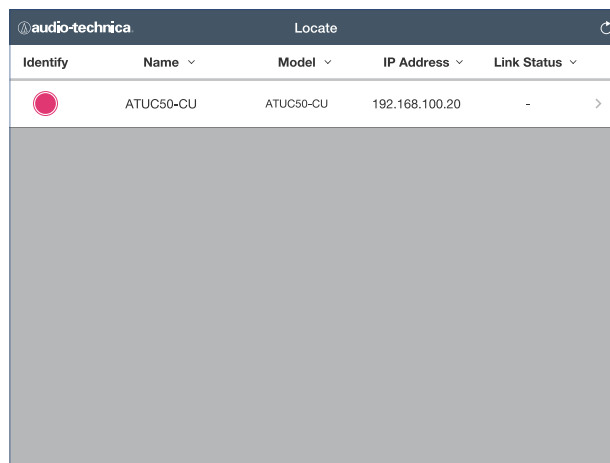 audio-technica
Locate
Identify Name Model IP Address Link Status
ATUC50-CU ATUC50-CU 192.168.100.20 -